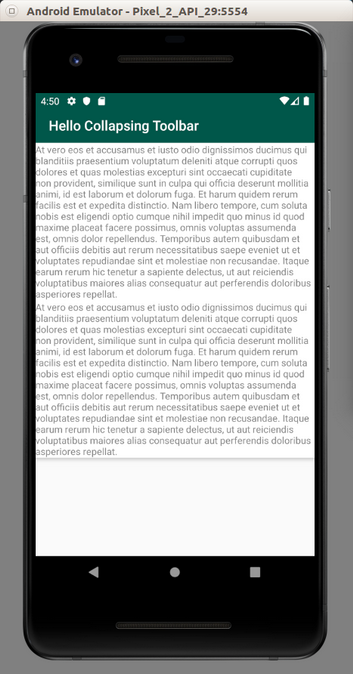 Android Emulator - Pixel_2_API_29:5554
4:50
Hello Collapsing Toolbar
At vero eos et accusamus et iusto odio dignissimos ducimus qui
blanditiis praesentium voluptatum deleniti atque corrupti quos
dolores et quas molestias excepturi sint occaecati cupiditate
non provident, similique sunt in culpa qui officia deserunt mollitia
animi, id est laborum et dolorum fuga. Et harum quidem rerum
facilis est et expedita distinctio. Nam libero tempore, cum soluta
nobis est eligendi optio cumque nihil impedit quo minus id quod
maxime placeat facere possimus, omnis voluptas assumenda
est, omnis dolor repellendus. Temporibus autem quibusdam et
aut officiis debitis aut rerum necessitatibus saepe eveniet ut et
voluptates repudiandae sint et molestiae non recusandae. Itaque
earum rerum hic tenetur a sapiente delectus, ut aut reiciendis
voluptatibus maiores alias consequatur aut perferendis doloribus
asperiores repellat.
At vero eos et accusamus et iusto odio dignissimos ducimus qui
blanditiis praesentium voluptatum deleniti atque corrupti quos
dolores et quas molestias excepturi sint occaecati cupiditate
non provident, similique sunt in culpa qui officia deserunt mollitia
animi, id est laborum et dolorum fuga. Et harum quidem rerum
facilis est et expedita distinctio. Nam libero tempore, cum soluta
nobis est eligendi optio cumque nihil impedit quo minus id quod
maxime placeat facere possimus, omnis voluptas assumenda
est, omnis dolor repellendus. Temporibus autem quibusdam et
aut officiis debitis aut rerum necessitatibus saepe eveniet ut et
voluptates repudiandae sint et molestiae non recusandae. Itaque
earum rerum hic tenetur a sapiente delectus, ut aut reiciendis
voluptatibus maiores alias consequatur aut perferendis doloribus
asperiores repellat.